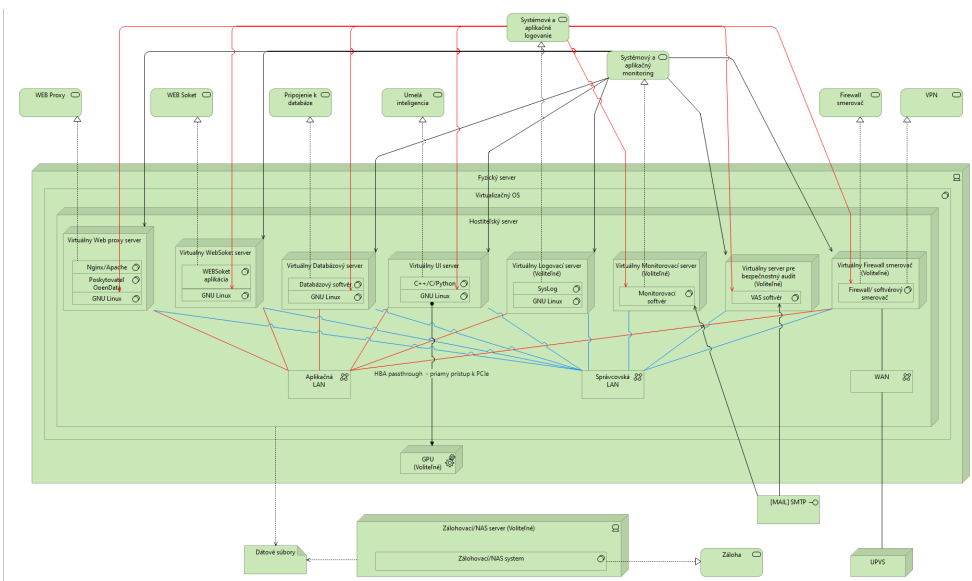 Systémové a
aplikačné
logovanie
Systémový a
aplikačný
monitoring
WEB Proxy
WEB Soket
Pripojenie k
databáze
Umelá
inteligencia
Firewall
smerovač
VPN
Fyzický server
Virtualizačný OS
Hostiteľský server
Virtuálny Web proxy server
Nginx/Apache
Poskytovateľ
OpenData
GNU Linux
Virtuálny WebSoket server
WEBSoket
aplikácia
GNU Linux
Virtuálny Databázový server
Databázový softvér
GNU Linux
Virtuálny UI server
C++/C/Python
GNU Linux
Virtuálny Logovací server
(Voliteľné)
SysLog
GNU Linux
Virtuálny Monitorovací server
(Voliteľné)
Monitorovací
softvér
Virtuálny server pre
bezpečnostný audit
(Voliteľné)
VAS softvér
Virtuálny Firewall smerovač
(Voliteľné)
Firewall/ softvérový
smerovač
Aplikačná
LAN
HBA passthrough - priamy prístup k PCIe
Správcovská
LAN
WAN
GPU
(Voliteľné)
[MAIL] SMTP
Zálohovací/NAS server (Voliteľné)
Zálohovací/NAS system
Dátové súbory
Záloha
UPVS